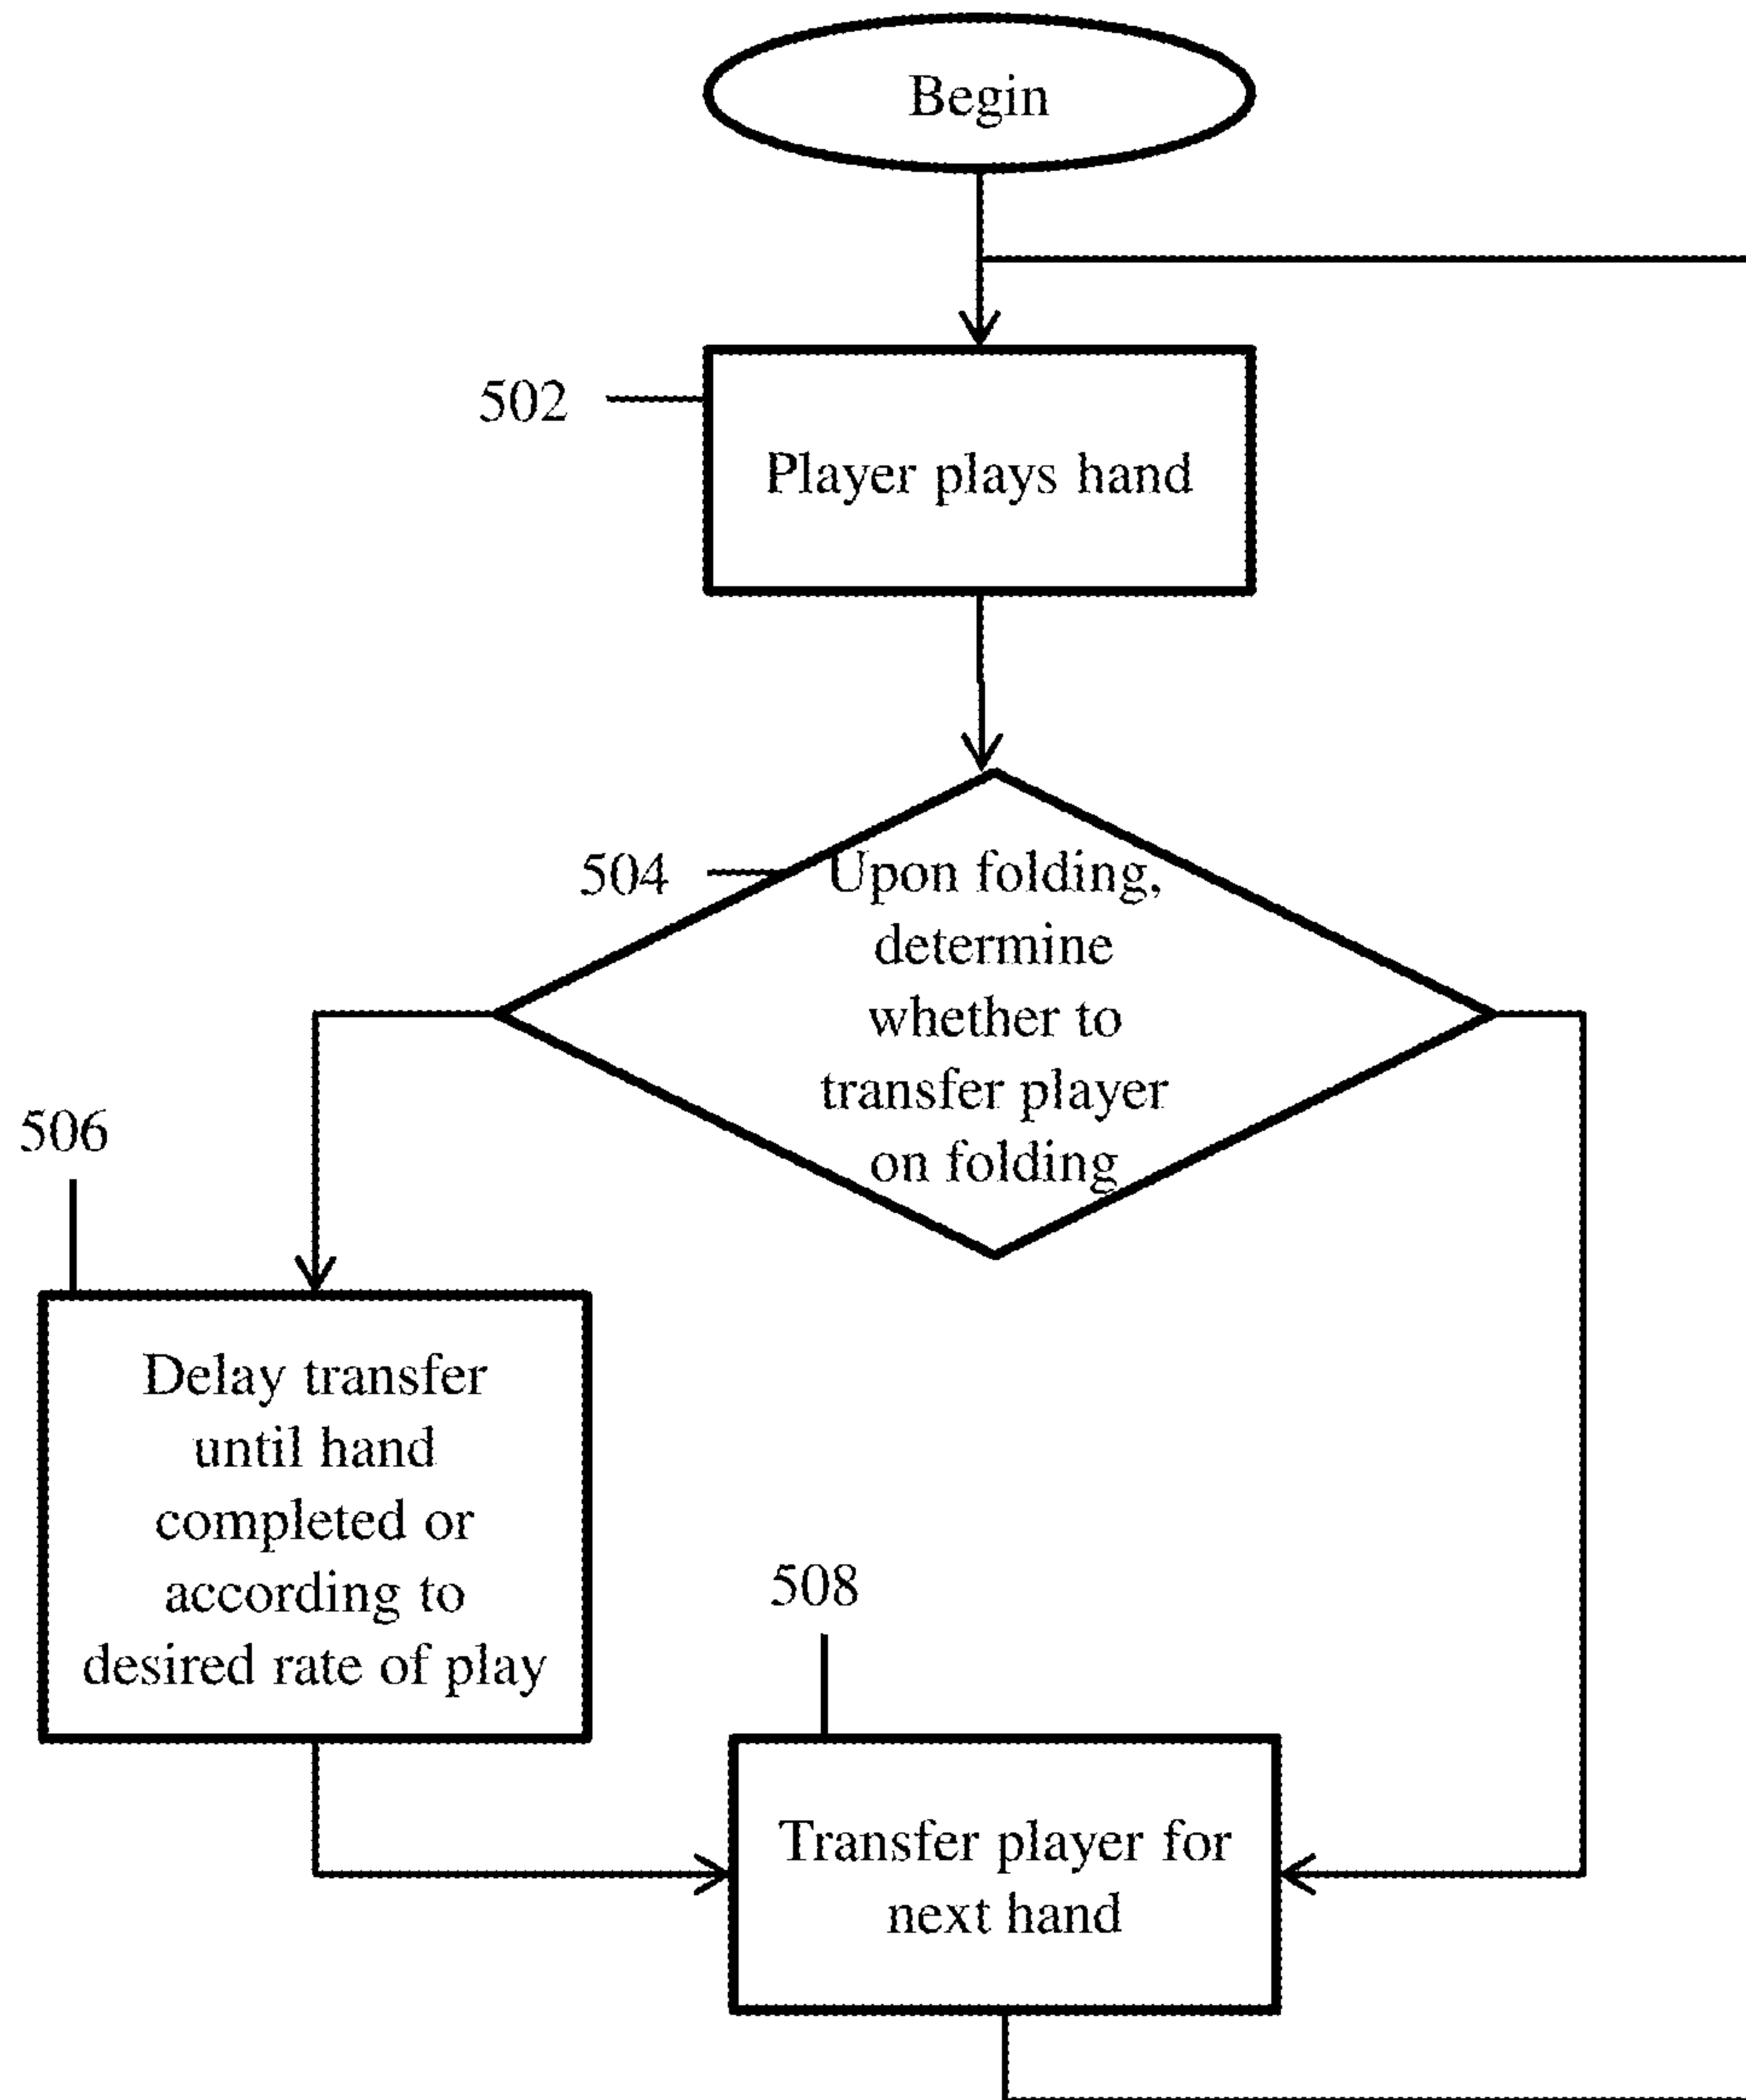 Begin
502
Player plays hand
504
Upon folding,
determine
whether to
transfer player
on folding
506
Delay transfer
until hand
completed or
according to
desired rate of play
508
Transfer player for
next hand